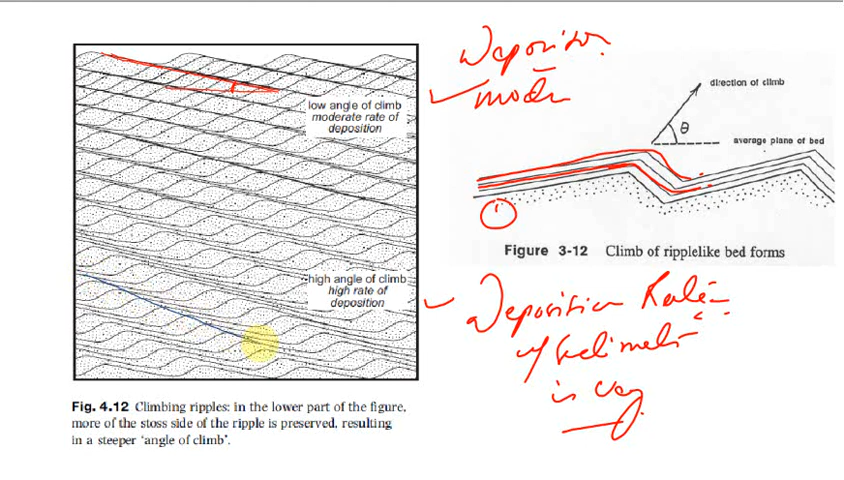 low angle of climb
moderate rate of
deposition
high angle of climb
high rate of
deposition
Fig. 4.12 Climbing ripples: in the lower part of the figure,
more of the stoss side of the ripple is preserved, resulting
in a steeper ‘angle of climb’.
mode
direction of climb
θ
average plane of bed
1
Figure 3-12 Climb of ripplelike bed forms
Deposition Rate
is very